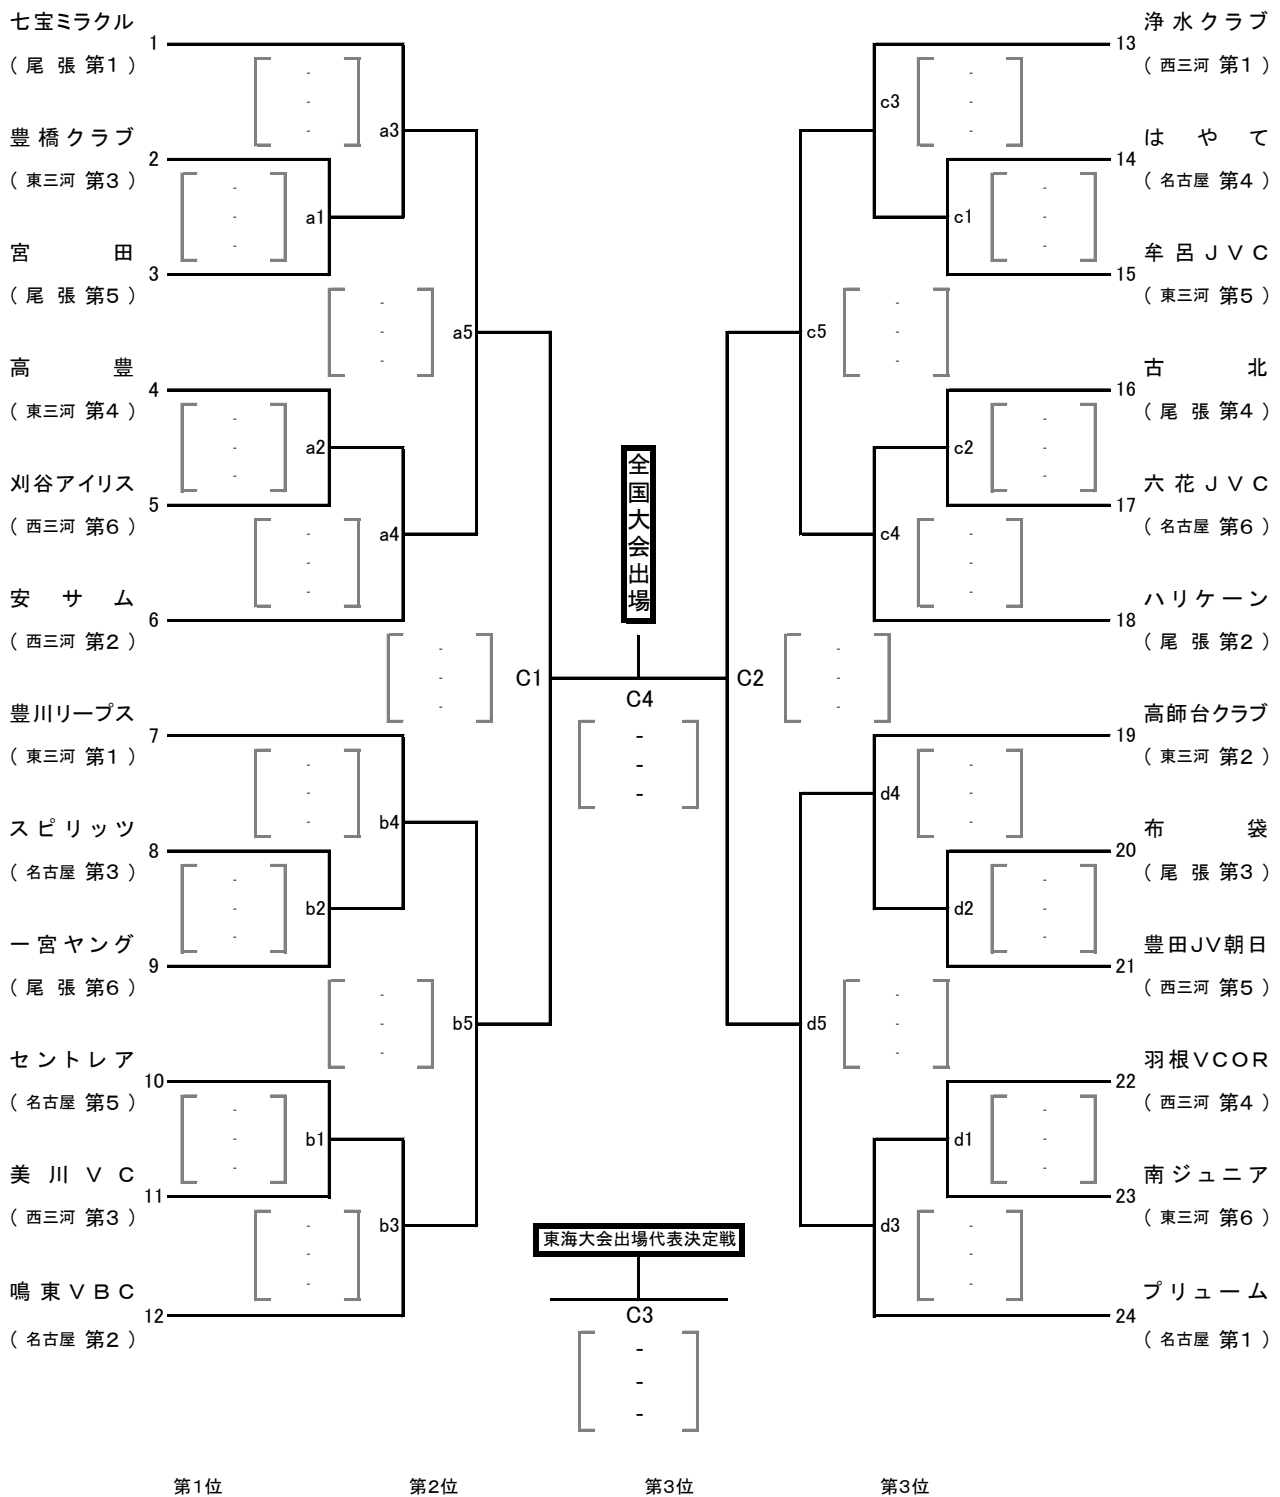 七宝ミラクル
1
（ 尾 張 第1 ）
豊 橋 ク ラ ブ
2
（ 東三河 第3 ）
宮 田
3
（ 尾 張 第5 ）
高 豊
4
（ 東三河 第4 ）
刈谷アイリス
5
（ 西三河 第6 ）
安 サ ム
6
（ 西三河 第2 ）
豊川リープス
7
（ 東三河 第1 ）
ス ピ リ ッ ツ
8
（ 名古屋 第3 ）
一 宮 ヤ ン グ
9
（ 尾 張 第6 ）
セ ン ト レ ア
10
（ 名古屋 第5 ）
美 川 V C
11
（ 西三河 第3 ）
鳴 東 V B C
12
（ 名古屋 第2 ）
a3
- 
- 
- 
a1
- 
- 
- 
a5
- 
- 
- 
a2
- 
- 
- 
a4
- 
- 
- 
C1
- 
- 
- 
b4
- 
- 
- 
b2
- 
- 
- 
b5
- 
- 
- 
b1
- 
- 
- 
b3
- 
- 
- 
全国大会出場
C4
- 
- 
- 
東海大会出場代表決定戦
C3
- 
- 
- 
c3
- 
- 
- 
c1
- 
- 
- 
c5
- 
- 
- 
c2
- 
- 
- 
c4
- 
- 
- 
C2
- 
- 
- 
d4
- 
- 
- 
d2
- 
- 
- 
d5
- 
- 
- 
d1
- 
- 
- 
d3
- 
- 
- 
浄 水 ク ラ ブ
13
（ 西三河 第1 ）
は や て
14
（ 名古屋 第4 ）
牟 呂 J V C
15
（ 東三河 第5 ）
古 北
16
（ 尾 張 第4 ）
六 花 J V C
17
（ 名古屋 第6 ）
ハ リ ケ ー ン
18
（ 尾 張 第2 ）
高師台クラブ
19
（ 東三河 第2 ）
布 袋
20
（ 尾 張 第3 ）
豊田JV朝日
21
（ 西三河 第5 ）
羽根VCOR
22
（ 西三河 第4 ）
南 ジ ュ ニ ア
23
（ 東三河 第6 ）
プ リ ュ ー ム
24
（ 名古屋 第1 ）
第1位 第2位 第3位 第3位